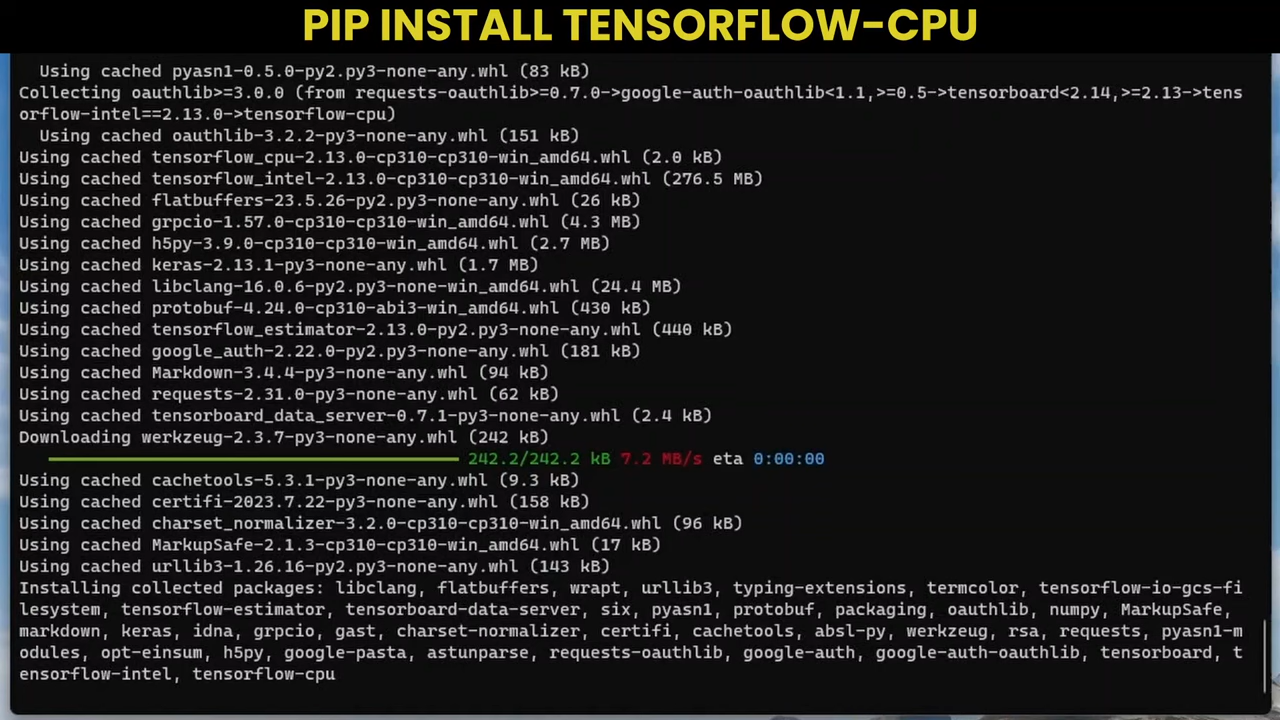 PIP INSTALL TENSORFLOW-CPU
Using cached pyasn1-0.5.0-py2.py3-none-any.whl (83 kB)
Collecting oauthlib>=3.0.0 (from requests-oauthlib>=0.7.0->google-auth-oauthlib<1.1,>=0.5->tensorboard<2.14,>=2.13->tens
orflow-intel==2.13.0->tensorflow-cpu)
Using cached oauthlib-3.2.2-py3-none-any.whl (151 kB)
Using cached tensorflow_cpu-2.13.0-cp310-cp310-win_amd64.whl (2.0 kB)
Using cached tensorflow_intel-2.13.0-cp310-cp310-win_amd64.whl (276.5 MB)
Using cached flatbuffers-23.5.26-py2.py3-none-any.whl (26 kB)
Using cached grpcio-1.57.0-cp310-cp310-win_amd64.whl (4.3 MB)
Using cached h5py-3.9.0-cp310-cp310-win_amd64.whl (2.7 MB)
Using cached keras-2.13.1-py3-none-any.whl (1.7 MB)
Using cached libclang-16.0.6-py2.py3-none-win_amd64.whl (24.4 MB)
Using cached protobuf-4.24.0-cp310-abi3-win_amd64.whl (430 kB)
Using cached tensorflow_estimator-2.13.0-py2.py3-none-any.whl (440 kB)
Using cached google_auth-2.22.0-py2.py3-none-any.whl (181 kB)
Using cached Markdown-3.4.4-py3-none-any.whl (94 kB)
Using cached requests-2.31.0-py3-none-any.whl (62 kB)
Using cached tensorboard_data_server-0.7.1-py3-none-any.whl (2.4 kB)
Downloading werkzeug-2.3.7-py3-none-any.whl (242 kB)
242.2/242.2 kB 7.2 MB/s eta 0:00:00
Using cached cachetools-5.3.1-py3-none-any.whl (9.3 kB)
Using cached certifi-2023.7.22-py3-none-any.whl (158 kB)
Using cached charset_normalizer-3.2.0-cp310-cp310-win_amd64.whl (96 kB)
Using cached MarkupSafe-2.1.3-cp310-cp310-win_amd64.whl (17 kB)
Using cached urllib3-1.26.16-py2.py3-none-any.whl (143 kB)
Installing collected packages: libclang, flatbuffers, wrapt, urllib3, typing-extensions, termcolor, tensorflow-io-gcs-fi
lesystem, tensorflow-estimator, tensorboard-data-server, six, pyasn1, protobuf, packaging, oauthlib, numpy, MarkupSafe,
markdown, keras, idna, grpcio, gast, charset-normalizer, certifi, cachetools, absl-py, werkzeug, rsa, requests, pyasn1-m
odules, opt-einsum, h5py, google-pasta, astunparse, requests-oauthlib, google-auth, google-auth-oauthlib, tensorboard, t
ensorflow-intel, tensorflow-cpu